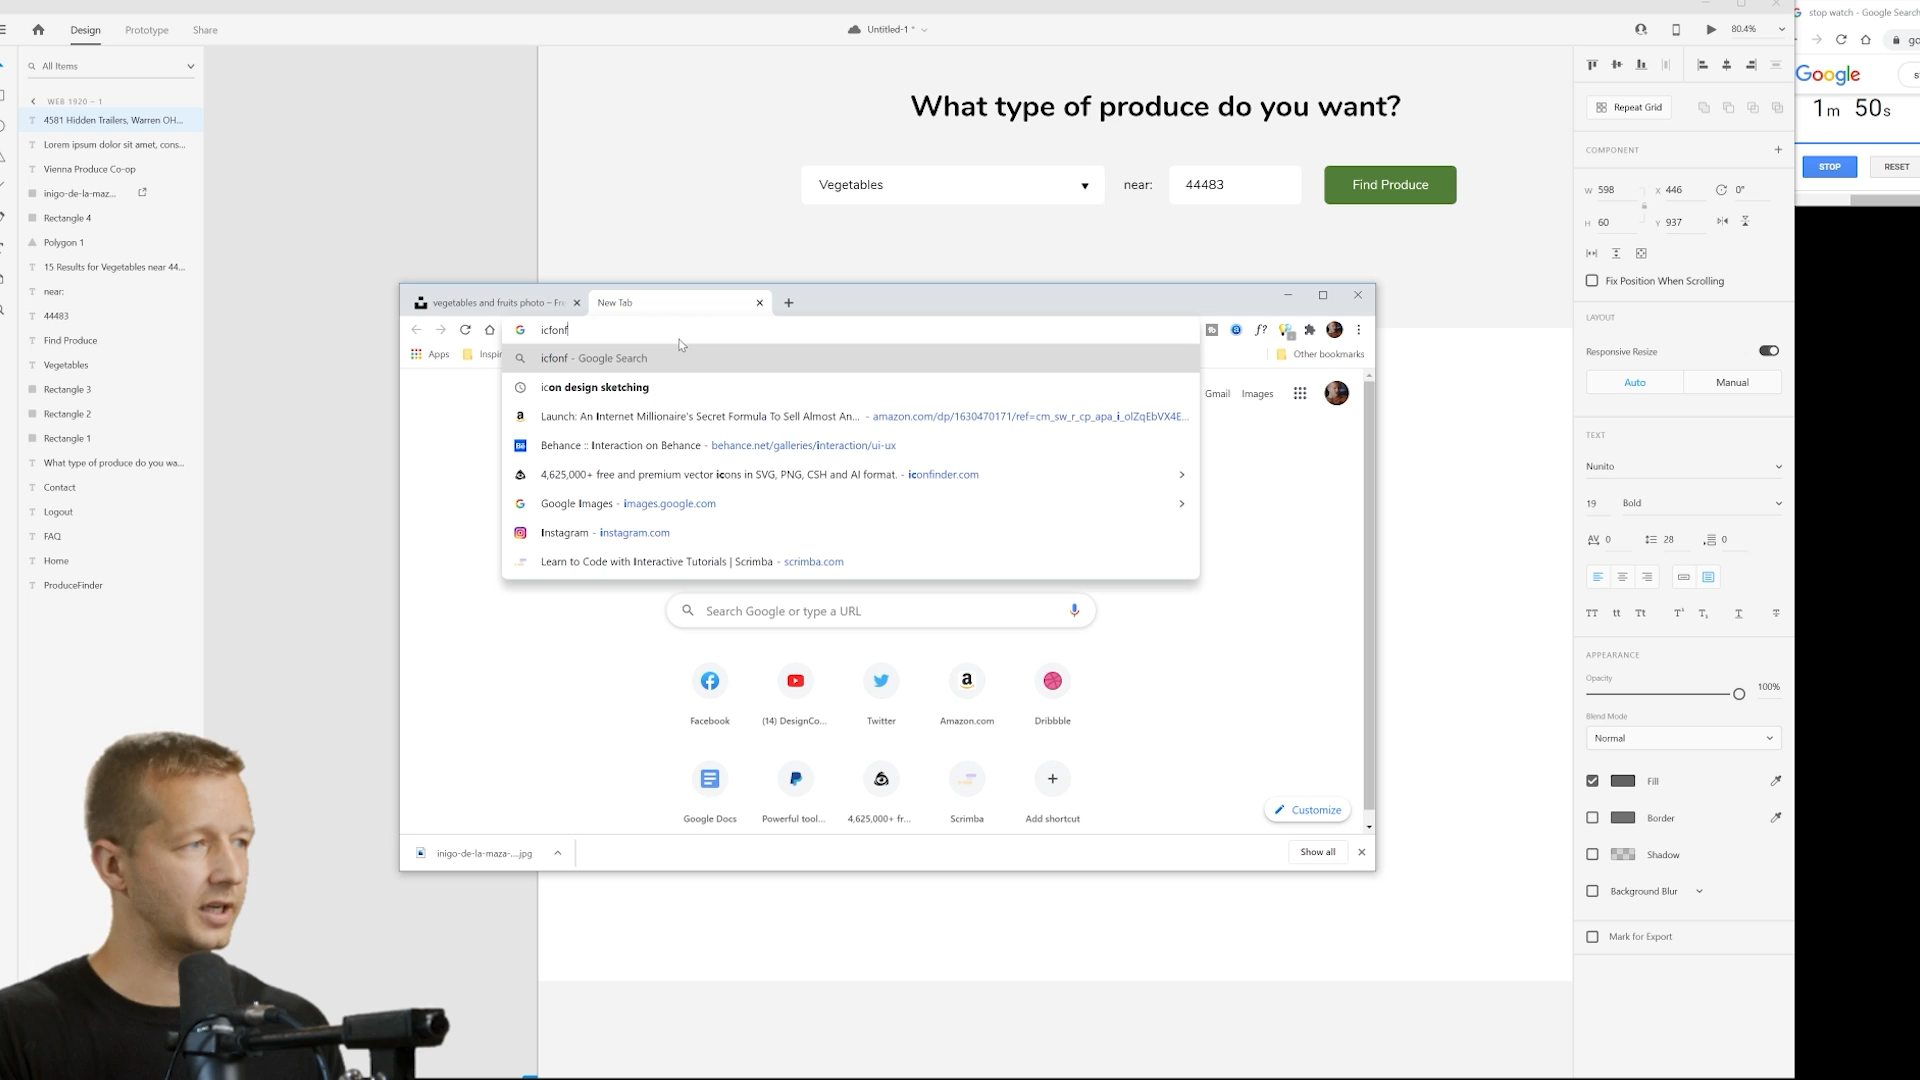 Design
Prototype
Share
Untitled-1 *
80.4%
All Items
WEB 1920 – 1
4581 Hidden Trailers, Warren OH...
Lorem ipsum dolor sit amet, cons...
Vienna Produce Co-op
inigo-de-la-maz...
Rectangle 4
Polygon 1
15 Results for Vegetables near 44...
near:
44483
Find Produce
Vegetables
Rectangle 3
Rectangle 2
Rectangle 1
What type of produce do you wa...
Contact
Logout
FAQ
Home
ProduceFinder
What type of produce do you want?
Vegetables
near:
44483
Find Produce
vegetables and fruits photo – Fre
New Tab
icfonf
Apps
Inspir
Other bookmarks
icfonf - Google Search
icon design sketching
Launch: An Internet Millionaire's Secret Formula To Sell Almost An... - amazon.com/dp/1630470171/ref=cm_sw_r_cp_apa_i_olZqEbVX4E...
Behance :: Interaction on Behance - behance.net/galleries/interaction/ui-ux
4,625,000+ free and premium vector icons in SVG, PNG, CSH and AI format. - iconfinder.com
Google Images - images.google.com
Instagram - instagram.com
Learn to Code with Interactive Tutorials | Scrimba - scrimba.com
Gmail
Images
Search Google or type a URL
Facebook
(14) DesignCo...
Twitter
Amazon.com
Dribbble
Google Docs
Powerful tool...
4,625,000+ fr...
Scrimba
Add shortcut
Customize
inigo-de-la-maza-....jpg
Show all
Repeat Grid
COMPONENT
W 598
X 446
0°
H 60
Y 937
Fix Position When Scrolling
LAYOUT
Responsive Resize
Auto
Manual
TEXT
Nunito
19
Bold
AV 0
28
0
TT
tt
Tt
APPEARANCE
Opacity
100%
Blend Mode
Normal
Fill
Border
Shadow
Background Blur
Mark for Export
stop watch - Google Search
Google
1m 50s
STOP
RESET